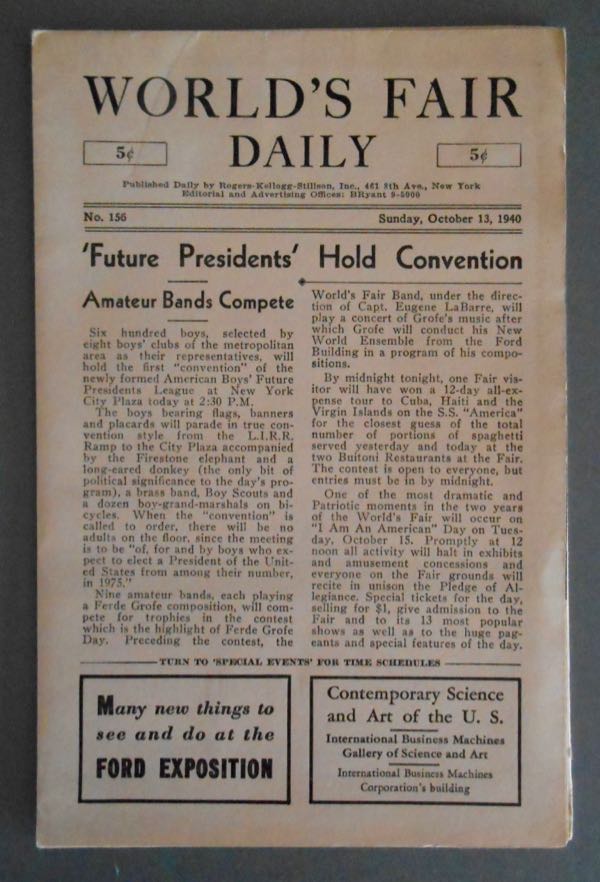 WORLD'S FAIR
DAILY
5¢
5¢
Published Daily by Rogers-Kellogg-Stillson, Inc., 461 8th Ave., New York
Editorial and Advertising Offices: BRyant 9-5900
No. 156
Sunday, October 13, 1940
'Future Presidents' Hold Convention
Amateur Bands Compete
Six hundred boys, selected by
eight boys' clubs of the metropolitan
area as their representatives, will
hold the first "convention" of the
newly formed American Boys' Future
Presidents League at New York
City Plaza today at 2:30 P.M.
The boys bearing flags, banners
and placards will parade in true con-
vention style from the L.I.R.R.
Ramp to the City Plaza accompanied
by the Firestone elephant and a
long-eared donkey (the only bit of
political significance to the day's pro-
gram), a brass band, Boy Scouts and
a dozen boy-grand-marshals on bi-
cycles. When the "convention" is
called to order, there will be no
adults on the floor, since the meeting
is to be "of, for and by boys who ex-
pect to elect a President of the Unit-
ed States from among their number,
in 1975."
Nine amateur bands, each playing
a Ferde Grofe composition, will com-
pete for trophies in the contest
which is the highlight of Ferde Grofe
Day. Preceding the contest, the
World's Fair Band, under the direc-
tion of Capt. Eugene LaBarre, will
play a concert of Grofe's music after
which Grofe will conduct his New
World Ensemble from the Ford
Building in a program of his compo-
sitions.
By midnight tonight, one Fair vis-
itor will have won a 12-day all-ex-
pense tour to Cuba, Haiti and the
Virgin Islands on the S.S. "America"
for the closest guess of the total
number of portions of spaghetti
served yesterday and today at the
two Buitoni Restaurants at the Fair.
The contest is open to everyone, but
entries must be in by midnight.
One of the most dramatic and
Patriotic moments in the two years
of the World's Fair will occur on
"I Am An American" Day on Tues-
day, October 15. Promptly at 12
noon all activity will halt in exhibits
and amusement concessions and
everyone on the Fair grounds will
recite in unison the Pledge of Al-
legiance. Special tickets for the day,
selling for $1, give admission to the
Fair and to its 13 most popular
shows as well as to the huge pag-
eants and special features of the day.
TURN TO 'SPECIAL EVENTS' FOR TIME SCHEDULES
Many new things to
see and do at the
FORD EXPOSITION
Contemporary Science
and Art of the U. S.
International Business Machines
Gallery of Science and Art
International Business Machines
Corporation's building